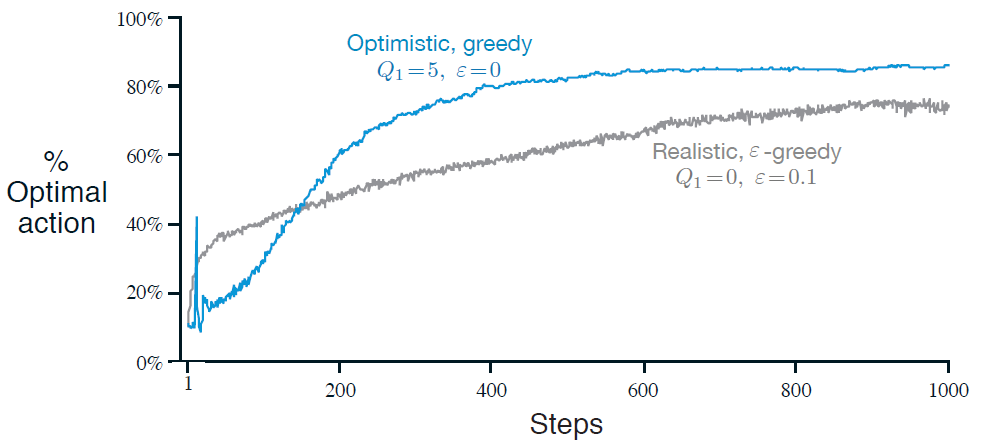 100%
80%
60%
40%
20%
0%
%
Optimal
action
Optimistic, greedy
Q₁=5, ε=0
Realistic, ε-greedy
Q₁=0, ε=0.1
1 200 400 600 800 1000
Steps